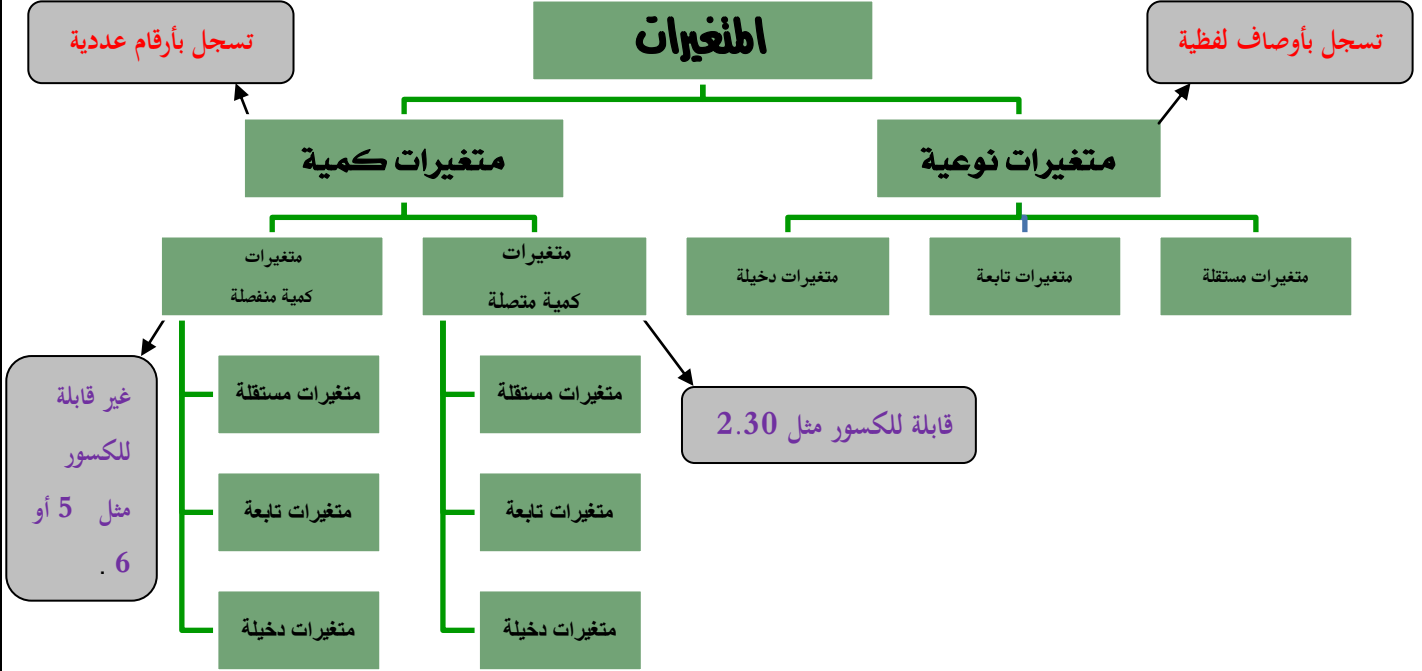 المتغيرات
تسجل بأوصاف لفظية
تسجل بأرقام عددية
متغيرات نوعية
متغيرات كمية
متغيرات مستقلة
متغيرات تابعة
متغيرات دخيلة
متغيرات
كمية متصلة
متغيرات
كمية منفصلة
قابلة للكسور مثل 2.30
متغيرات مستقلة
متغيرات تابعة
متغيرات دخيلة
متغيرات مستقلة
متغيرات تابعة
متغيرات دخيلة
غير قابلة
للكسور
مثل 5 أو
6 .